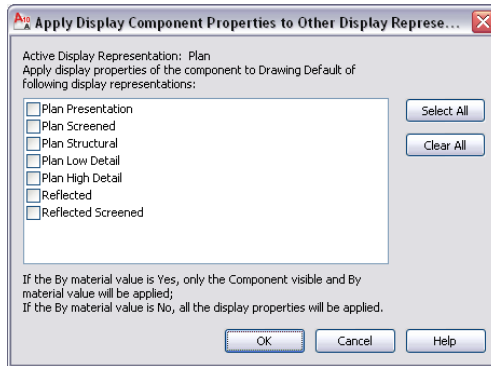 A10 A Apply Display Component Properties to Other Display Represe...
Active Display Representation: Plan
Apply display properties of the component to Drawing Default of
following display representations:
Plan Presentation
Plan Screened
Plan Structural
Plan Low Detail
Plan High Detail
Reflected
Reflected Screened
Select All
Clear All
If the By material value is Yes, only the Component visible and By
material value will be applied;
If the By material value is No, all the display properties will be applied.
OK Cancel Help